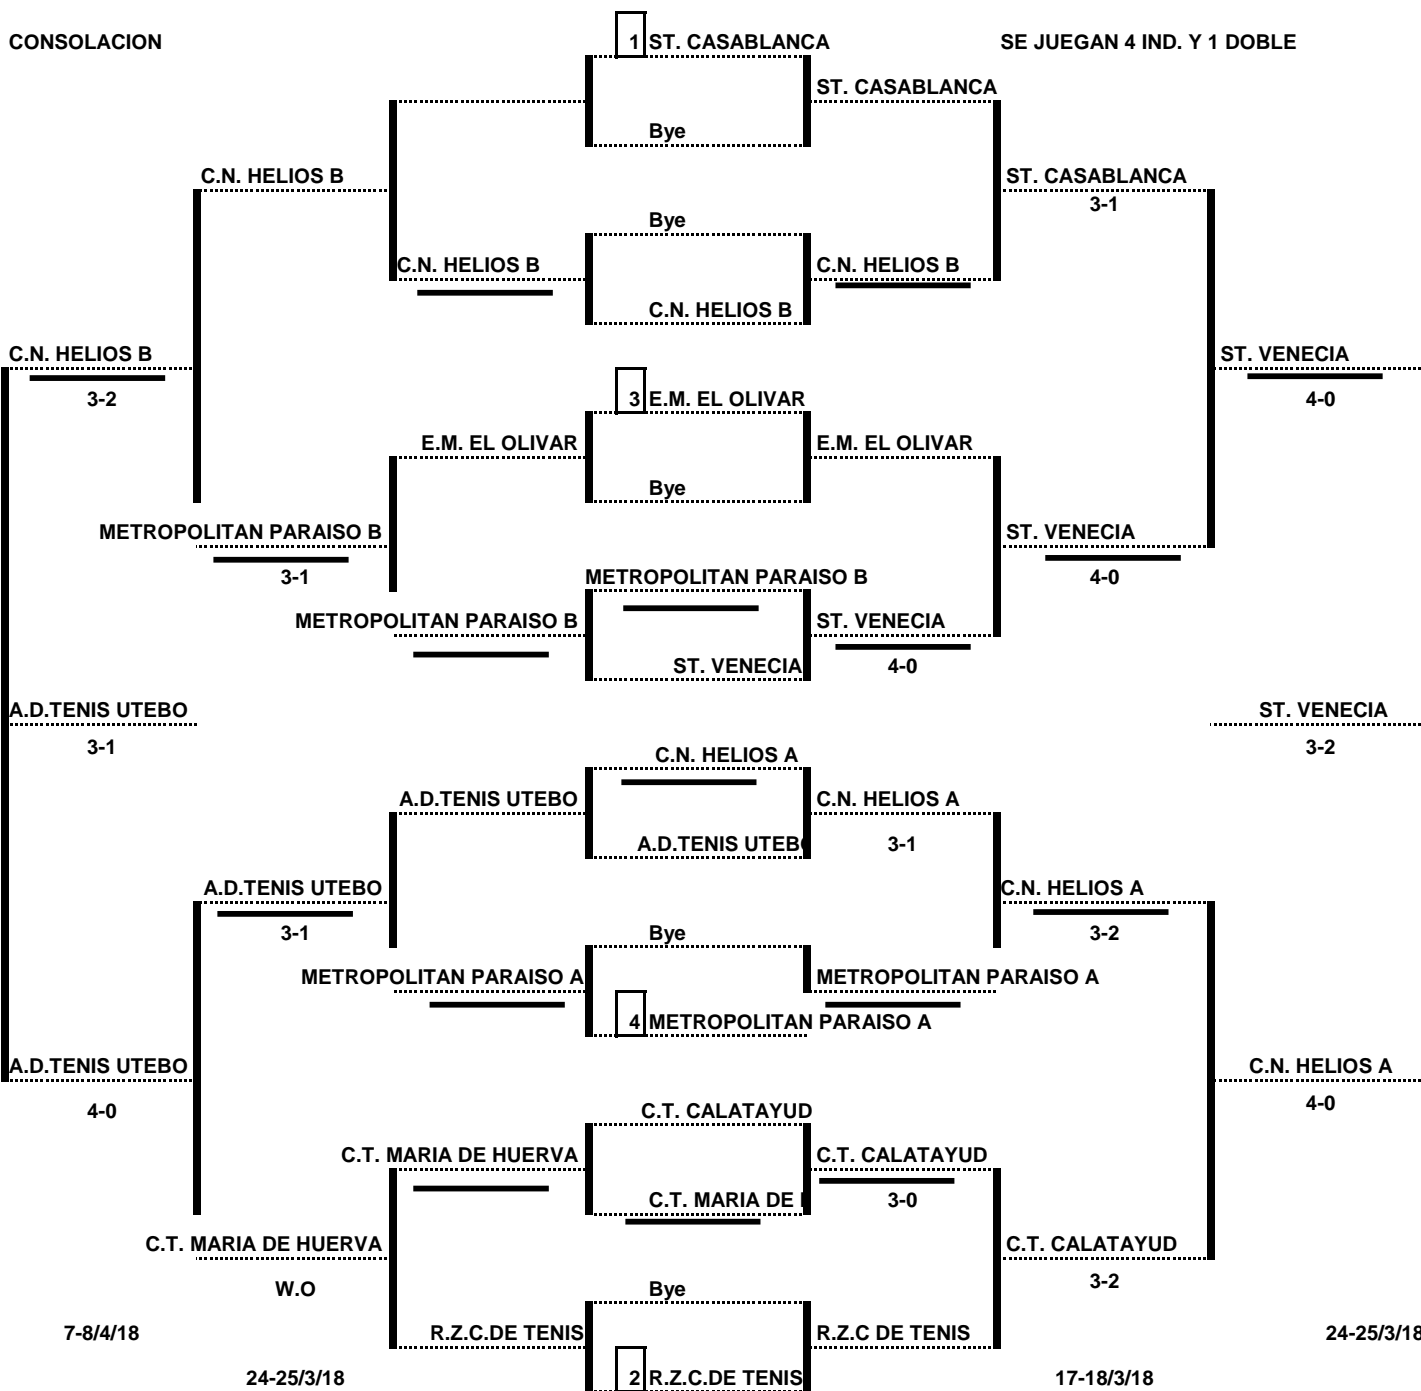 CONSOLACION 1 ST. CASABLANCA SE JUEGAN 4 IND. Y 1 DOBLE
ST. CASABLANCA
Bye
C.N. HELIOS B ST. CASABLANCA
3-1
Bye
C.N. HELIOS B C.N. HELIOS B
C.N. HELIOS B
C.N. HELIOS B ST. VENECIA
3-2 3 E.M. EL OLIVAR 4-0
E.M. EL OLIVAR E.M. EL OLIVAR
Bye
METROPOLITAN PARAISO B ST. VENECIA
3-1 METROPOLITAN PARAISO B 4-0
METROPOLITAN PARAISO B ST. VENECIA
ST. VENECIA 4-0
A.D.TENIS UTEBO ST. VENECIA
3-1 3-2
C.N. HELIOS A
A.D.TENIS UTEBO C.N. HELIOS A
A.D.TENIS UTEB 3-1
A.D.TENIS UTEBO C.N. HELIOS A
3-1 Bye 3-2
METROPOLITAN PARAISO A METROPOLITAN PARAISO A
4 METROPOLITAN PARAISO A
A.D.TENIS UTEBO C.N. HELIOS A
4-0 C.T. CALATAYUD 4-0
C.T. MARIA DE HUERVA C.T. CALATAYUD
C.T. MARIA DE 3-0
C.T. MARIA DE HUERVA C.T. CALATAYUD
W.O Bye 3-2
7-8/4/18 R.Z.C.DE TENIS R.Z.C DE TENIS 24-25/3/18
24-25/3/18 2 R.Z.C.DE TENIS 17-18/3/18